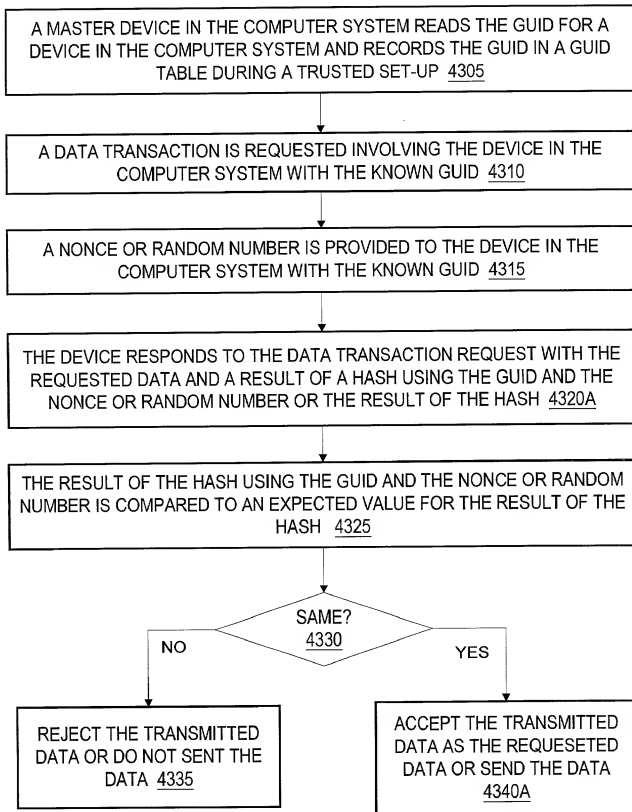 A MASTER DEVICE IN THE COMPUTER SYSTEM READS THE GUID FOR A
DEVICE IN THE COMPUTER SYSTEM AND RECORDS THE GUID IN A GUID
TABLE DURING A TRUSTED SET-UP 4305
A DATA TRANSACTION IS REQUESTED INVOLVING THE DEVICE IN THE
COMPUTER SYSTEM WITH THE KNOWN GUID 4310
A NONCE OR RANDOM NUMBER IS PROVIDED TO THE DEVICE IN THE
COMPUTER SYSTEM WITH THE KNOWN GUID 4315
THE DEVICE RESPONDS TO THE DATA TRANSACTION REQUEST WITH THE
REQUESTED DATA AND A RESULT OF A HASH USING THE GUID AND THE
NONCE OR RANDOM NUMBER OR THE RESULT OF THE HASH 4320A
THE RESULT OF THE HASH USING THE GUID AND THE NONCE OR RANDOM
NUMBER IS COMPARED TO AN EXPECTED VALUE FOR THE RESULT OF THE
HASH 4325
SAME?
4330
NO
YES
REJECT THE TRANSMITTED
DATA OR DO NOT SENT THE
DATA 4335
ACCEPT THE TRANSMITTED
DATA AS THE REQUESETED
DATA OR SEND THE DATA
4340A